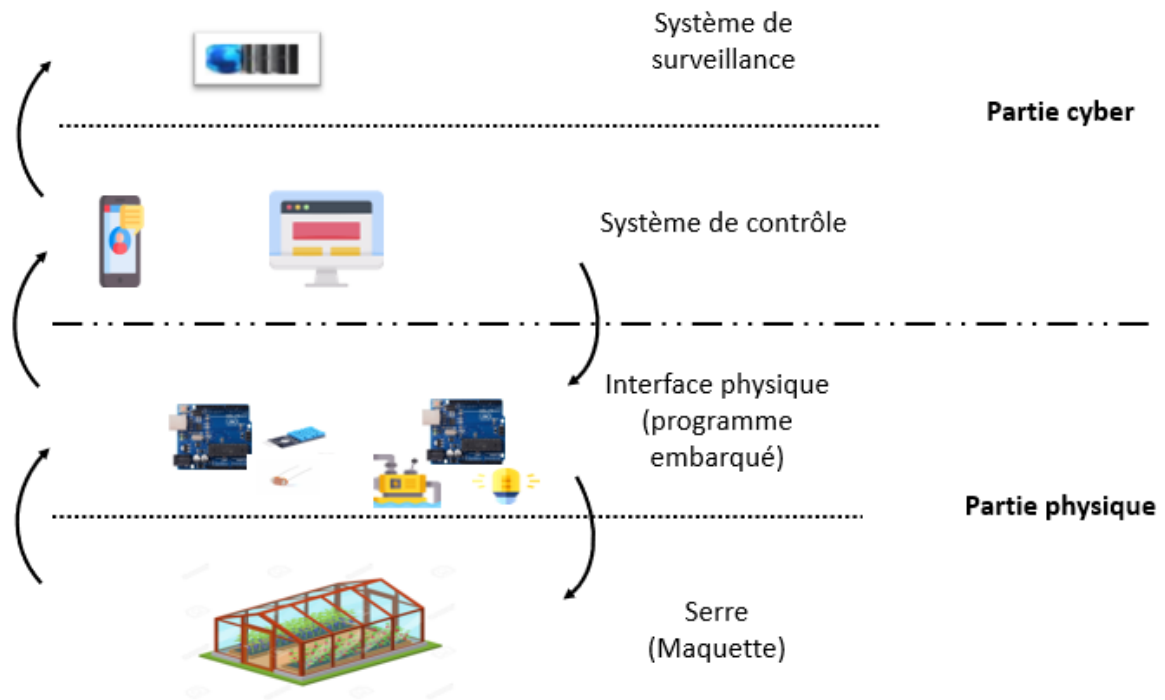 Système de
surveillance
Partie cyber
Système de contrôle
Interface physique
(programme
embarqué)
Partie physique
Serre
(Maquette)